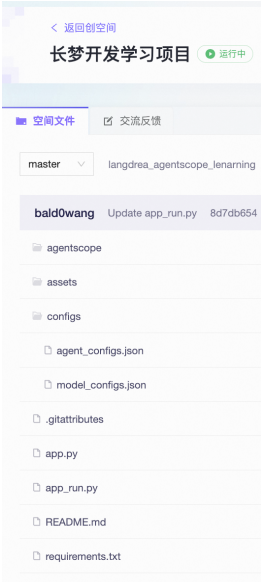 < 返回创空间
长梦开发学习项目 运行中
空间文件 交流反馈
master langdrea_agentscope_lenarning
bald0wang Update app_run.py 8d7db654
agentscope
assets
configs
agent_configs.json
model_configs.json
.gitattributes
app.py
app_run.py
README.md
requirements.txt